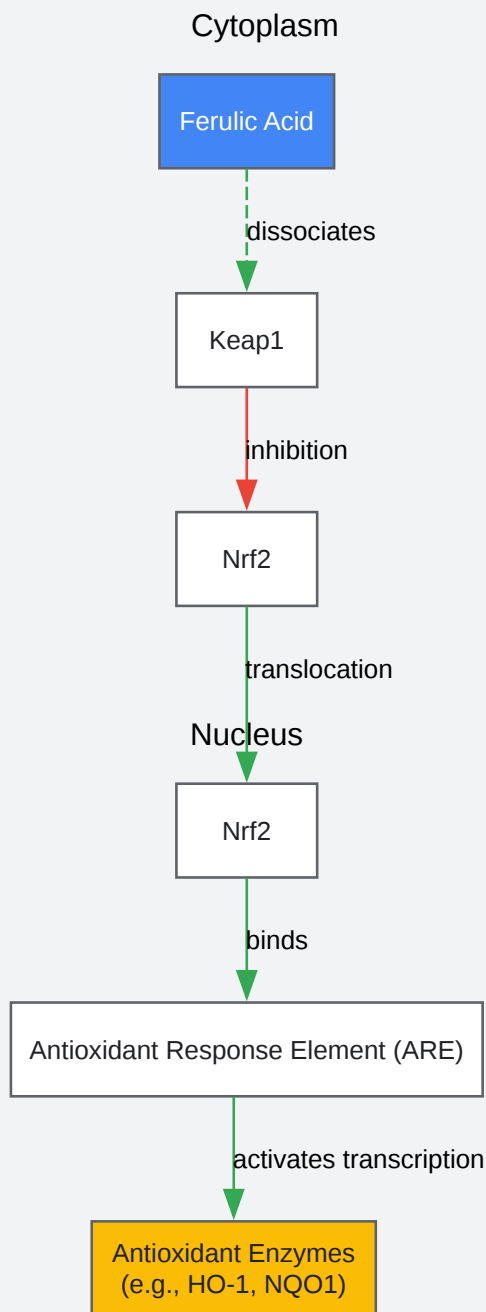 Cytoplasm
Ferulic Acid
dissociates
Keap1
inhibition
Nrf2
translocation
Nucleus
Nrf2
binds
Antioxidant Response Element (ARE)
activates transcription
Antioxidant Enzymes
(e.g., HO-1, NQO1)